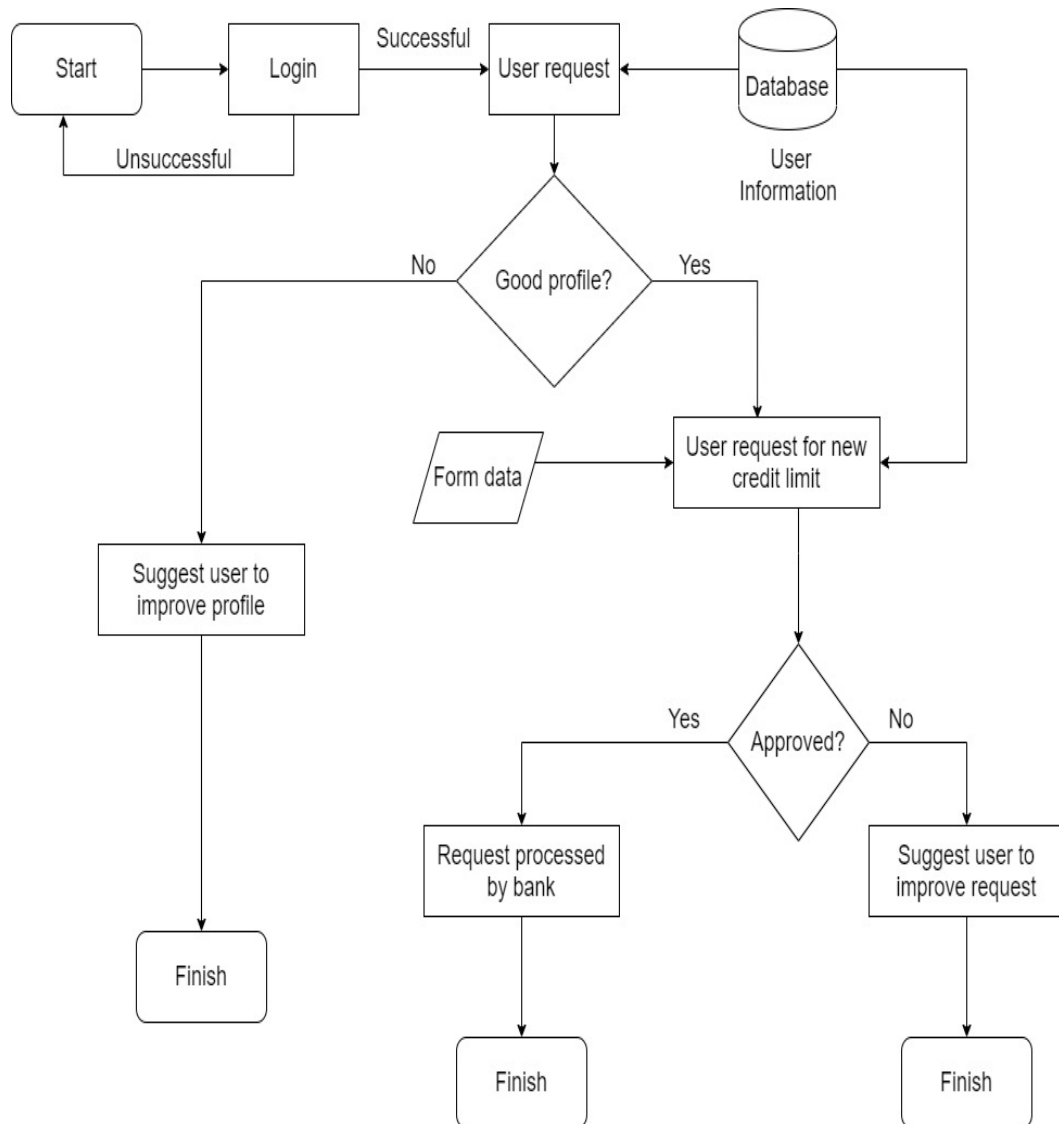 Start
Login
Successful
User request
Database
User
Information
Unsuccessful
No
Good profile?
Yes
Form data
User request for new
credit limit
Suggest user to
improve profile
Yes
Approved?
No
Request processed
by bank
Suggest user to
improve request
Finish
Finish
Finish